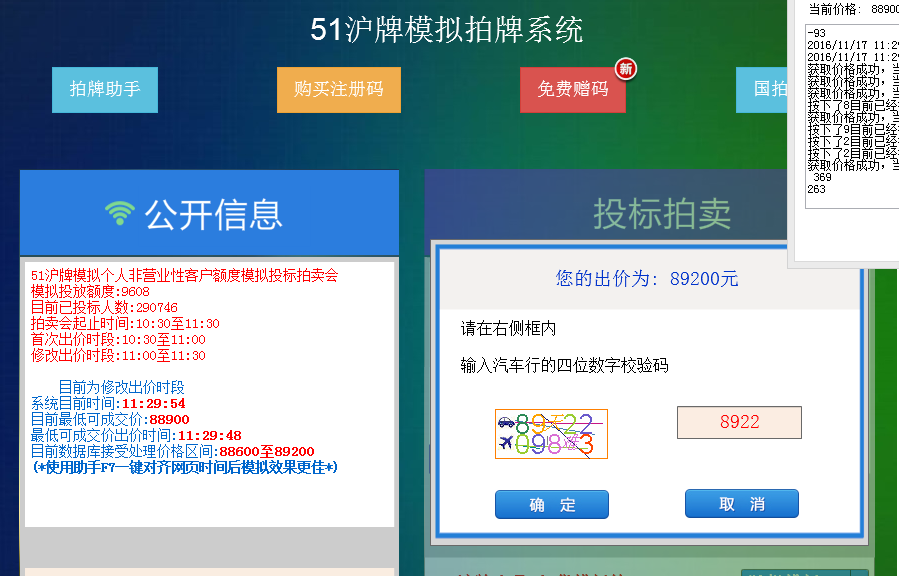 51沪牌模拟拍牌系统
当前价格: 8890
拍牌助手
购买注册码
免费赠码
新
国拍
-93
2016/11/17 11:2
2016/11/17 11:2
获取价格成功,当
获取价格成功,当
获取价格成功,当
按下了8目前已经
获取价格成功,当
按下了9目前已经
按下了2目前已经
按下了2目前已经
获取价格成功,当
369
263
公开信息
51沪牌模拟个人非营业性客户额度模拟投标拍卖会
模拟投放额度:9608
目前已投标人数:290746
拍卖会起止时间:10:30至11:30
首次出价时段:10:30至11:00
修改出价时段:11:00至11:30
目前为修改出价时段
系统目前时间:11:29:54
目前最低可成交价:88900
最低可成交价出价时间:11:29:48
目前数据库接受处理价格区间:88600至89200
(*使用助手F7一键对齐网页时间后模拟效果更佳*)
投标拍卖
您的出价为: 89200元
请在右侧框内
输入汽车行的四位数字校验码
8922
0983
8922
确 定
取 消